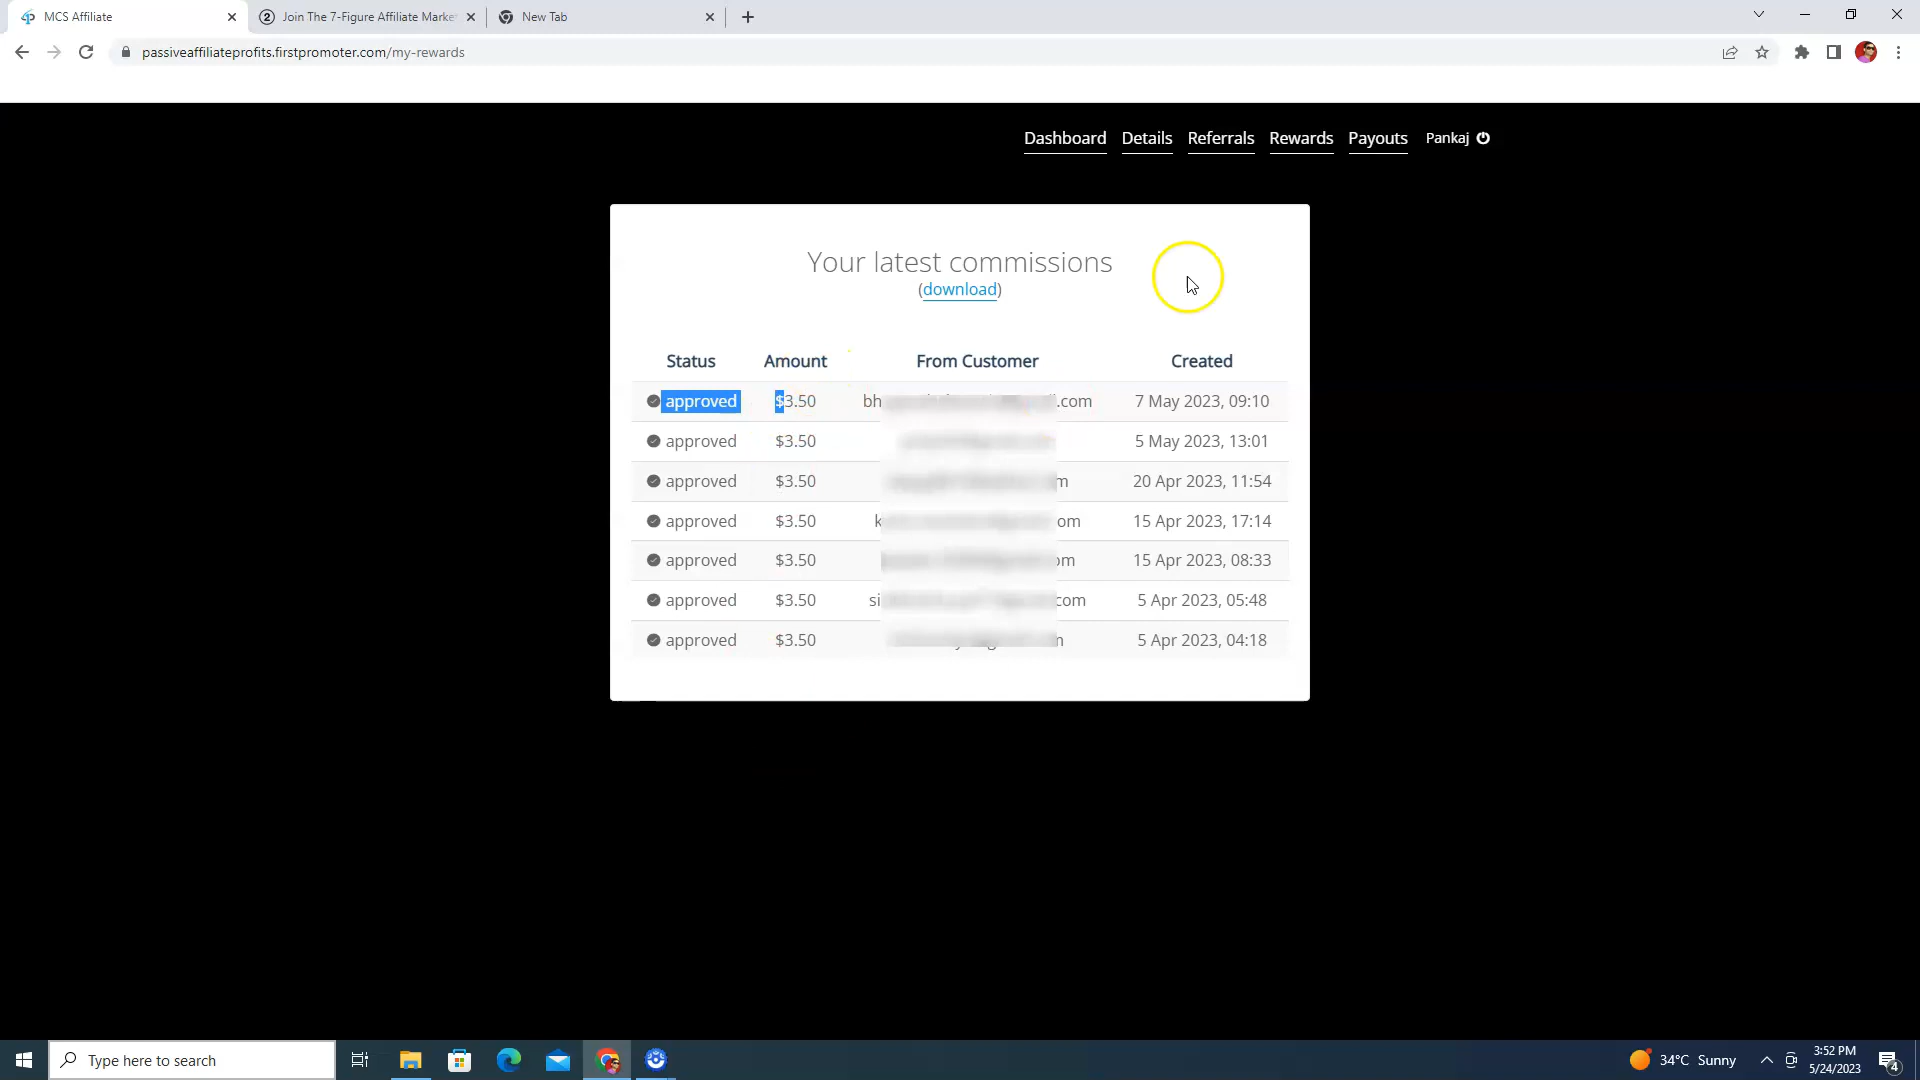 MCS Affiliate
Join The 7-Figure Affiliate Marke
New Tab
passiveaffiliateprofits.firstpromoter.com/my-rewards
Dashboard Details Referrals Rewards Payouts Pankaj
Your latest commissions
(download)
Status Amount From Customer Created
approved $3.50 bh .com 7 May 2023, 09:10
approved $3.50 5 May 2023, 13:01
approved $3.50 m 20 Apr 2023, 11:54
approved $3.50 k om 15 Apr 2023, 17:14
approved $3.50 om 15 Apr 2023, 08:33
approved $3.50 si .com 5 Apr 2023, 05:48
approved $3.50 m 5 Apr 2023, 04:18
Type here to search
34°C Sunny
3:52 PM
5/24/2023
4